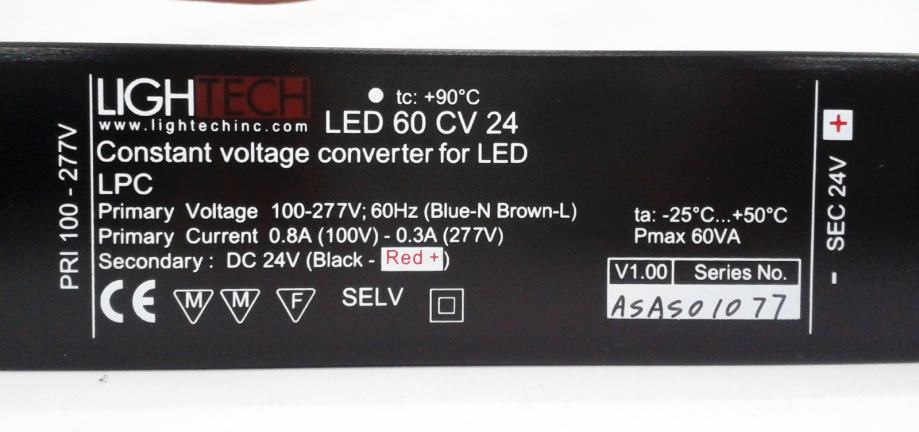 PRI 100 - 277V
LIGHTECH
www.lightechinc.com
tc: +90°C
LED 60 CV 24
Constant voltage converter for LED
LPC
Primary Voltage 100-277V; 60Hz (Blue-N Brown-L)
Primary Current 0.8A (100V) - 0.3A (277V)
Secondary : DC 24V (Black - Red +)
CE M M F SELV
ta: -25°C...+50°C
Pmax 60VA
V1.00 Series No.
ASAS01077
- SEC 24V +